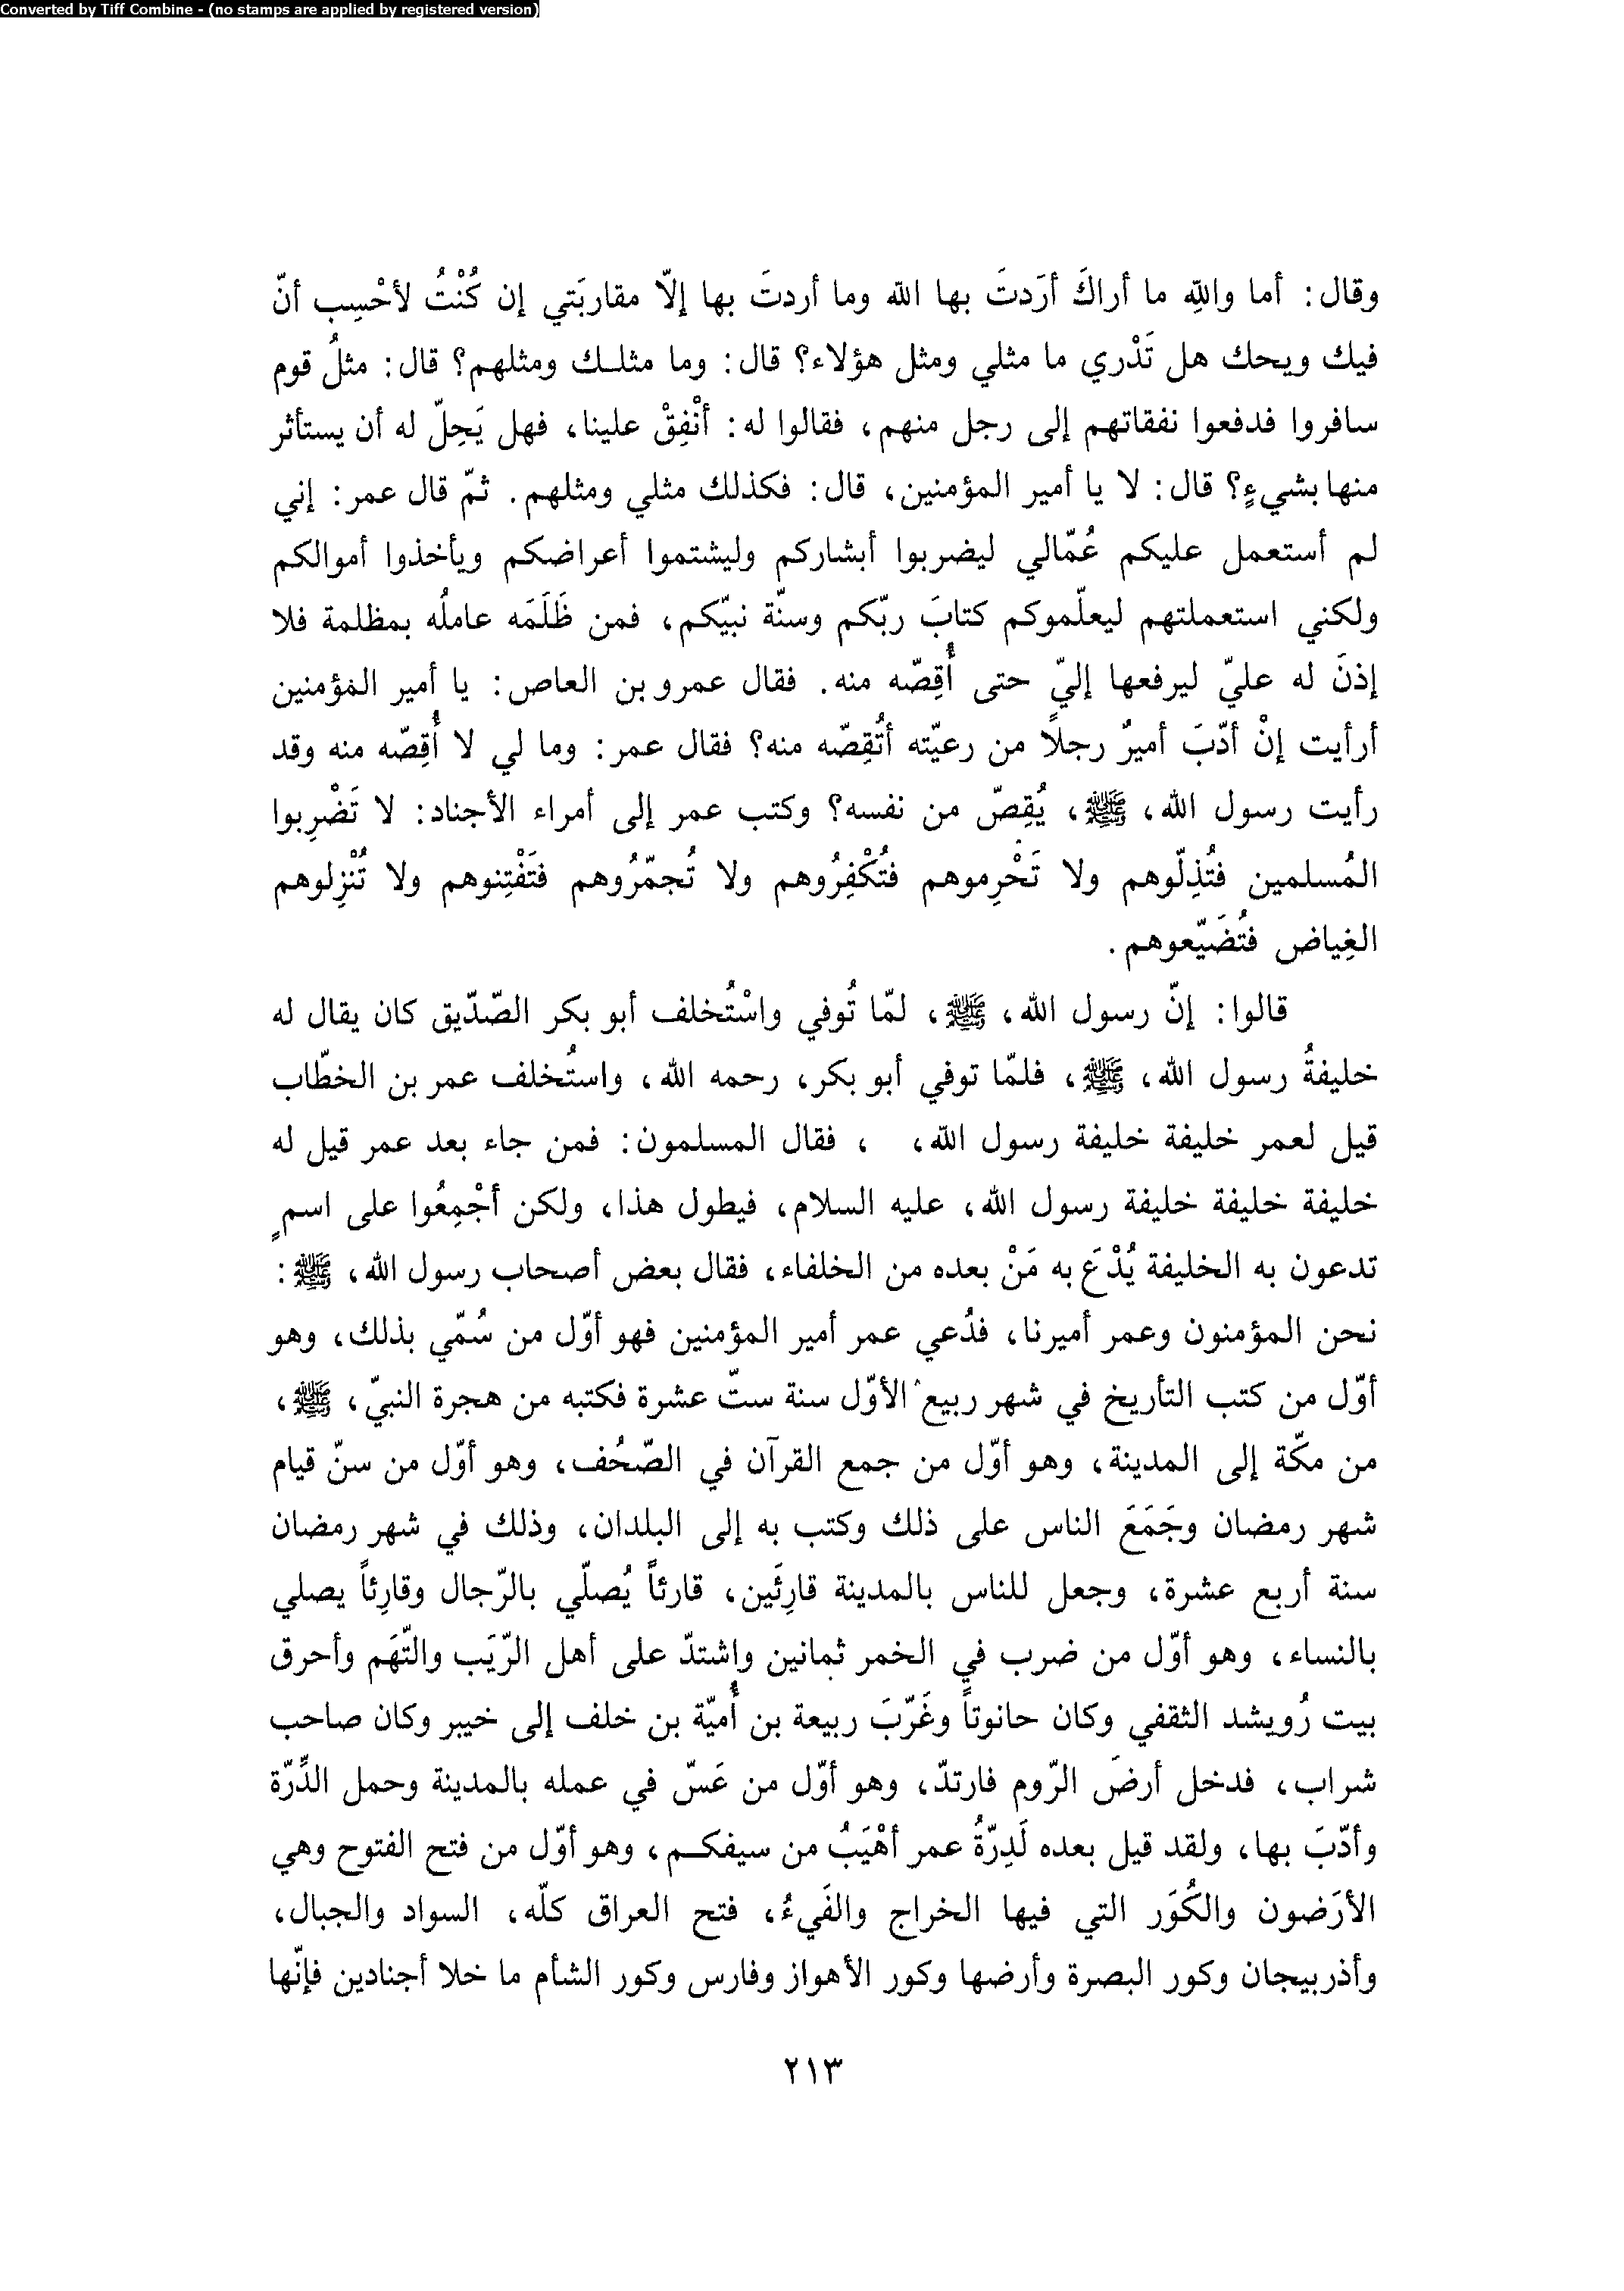 Converted by Tiff Combine - (no stamps are applied by registered version)
وقال: أما واللهِ ما أراكَ أرَدتَ بها الله وما أردتَ بها إلاّ مقاربَتي إن كُنْتُ لأحْسِب أنّ
فيك ويحك هل تَدْري ما مثلي ومثل هؤلاء؟ قال: وما مثلك ومثلهم؟ قال: مثلُ قوم
سافروا فدفعوا نفقاتهم إلى رجل منهم، فقالوا له: أنْفِقْ علينا، فهل يَحِلّ له أن يستأثر
منها بشيءٍ؟ قال: لا يا أمير المؤمنين، قال: فكذلك مثلي ومثلهم. ثمّ قال عمر: إني
لم أستعمل عليكم عُمّالي ليضربوا أبشاركم وليشتموا أعراضكم ويأخذوا أموالكم
ولكني استعملتهم ليعلّموكم كتابَ ربّكم وسنّة نبيّكم، فمن ظَلَمَه عاملُه بمظلمة فلا
إذنَ له عليّ ليرفعها إليّ حتى أُقِصّه منه. فقال عمرو بن العاص: يا أمير المؤمنين
أرأيت إنْ أدّبَ أميرٌ رجلاً من رعيّته أتُقِصّه منه؟ فقال عمر: وما لي لا أُقِصّه منه وقد
رأيت رسول الله، ﷺ، يُقِصّ من نفسه؟ وكتب عمر إلى أمراء الأجناد: لا تَضْرِبوا
المُسلمين فتُذِلّوهم ولا تَحْرِموهم فتُكْفِرُوهم ولا تُجمّرُوهم فتَفْتِنوهم ولا تُنْزِلوهم
الغِياض فتُضَيّعوهم.
قالوا: إنّ رسول الله، ﷺ، لمّا تُوفي واسْتُخلف أبو بكر الصّدّيق كان يقال له
خليفةُ رسول الله، ﷺ، فلمّا توفي أبو بكر، رحمه الله، واستُخلف عمر بن الخطّاب
قيل لعمر خليفة خليفة رسول الله، ، فقال المسلمون: فمن جاء بعد عمر قيل له
خليفة خليفة خليفة رسول الله، عليه السلام، فيطول هذا، ولكن أجْمِعُوا على اسمٍ
تدعون به الخليفة يُدْعَ به مَنْ بعده من الخلفاء، فقال بعض أصحاب رسول الله، ﷺ:
نحن المؤمنون وعمر أميرنا، فدُعي عمر أمير المؤمنين فهو أوّل من سُمّي بذلك، وهو
أوّل من كتب التأريخ في شهر ربيع الأوّل سنة ستّ عشرة فكتبه من هجرة النبيّ، ﷺ،
من مكّة إلى المدينة، وهو أوّل من جمع القرآن في الصّحُف، وهو أوّل من سنّ قيام
شهر رمضان وجَمَعَ الناس على ذلك وكتب به إلى البلدان، وذلك في شهر رمضان
سنة أربع عشرة، وجعل للناس بالمدينة قارِئَين، قارئاً يُصلّي بالرّجال وقارِئاً يصلي
بالنساء، وهو أوّل من ضرب في الخمر ثمانين واشتدّ على أهل الرّيَب والتّهَم وأحرق
بيت رُويشد الثقفي وكان حانوتاً وغَرّبَ ربيعة بن أُميّة بن خلف إلى خيبر وكان صاحب
شراب، فدخل أرضَ الرّوم فارتدّ، وهو أوّل من عَسّ في عمله بالمدينة وحمل الدِّرّة
وأدّبَ بها، ولقد قيل بعده لَدِرّةُ عمر أهْيَبُ من سيفكم، وهو أوّل من فتح الفتوح وهي
الأرَضون والكُوَر التي فيها الخراج والفَيءُ، فتح العراق كلّه، السواد والجبال،
وأذربيجان وكور البصرة وأرضها وكور الأهواز وفارس وكور الشأم ما خلا أجنادين فإنّها
٢١٣